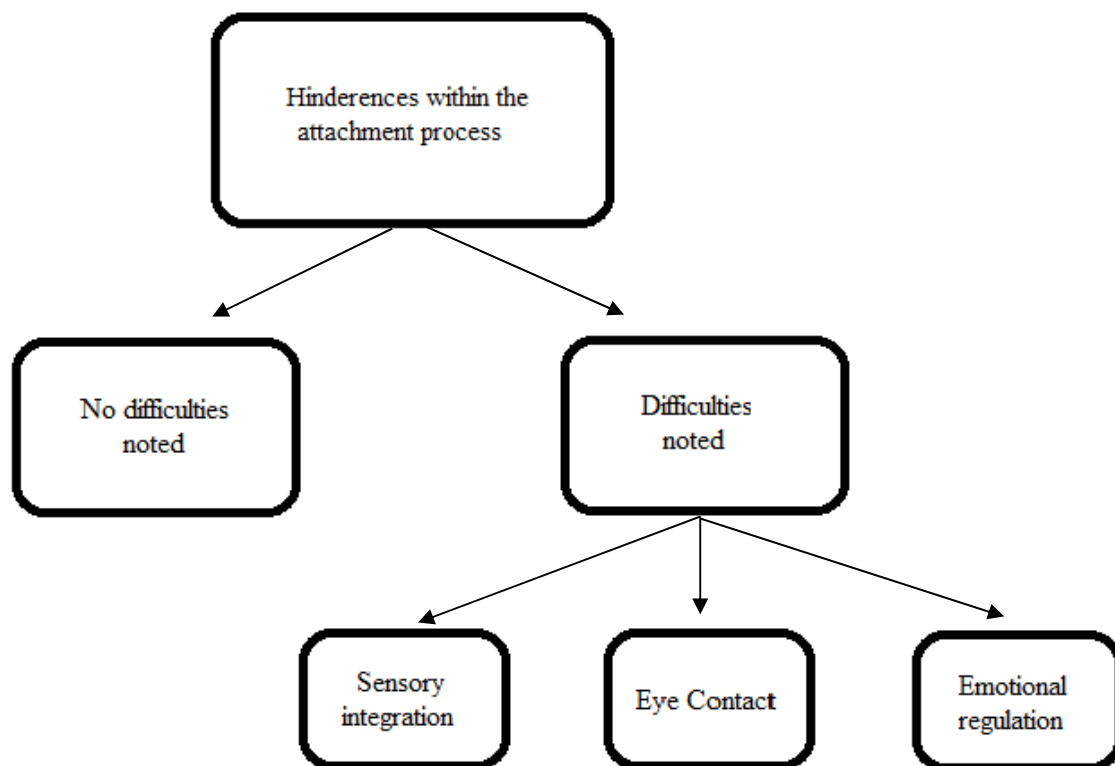 Hinderences within the
attachment process
No difficulties
noted
Difficulties
noted
Sensory
integration
Eye Contact
Emotional
regulation